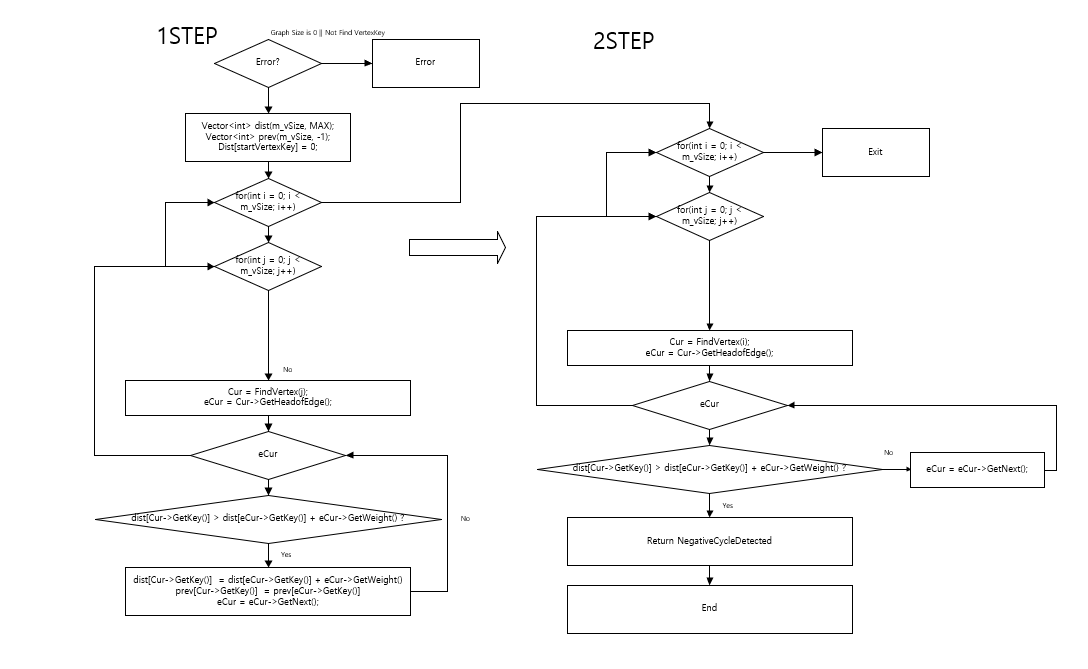 1STEP
Graph Size is 0 || Not Find VertexKey
Error?
Error
Vector<int> dist(m_vSize, MAX);
Vector<int> prev(m_vSize, -1);
Dist[startVertexKey] = 0;
for(int i = 0; i <
m_vSize; i++)
for(int j = 0; j <
m_vSize; j++)
No
Cur = FindVertex(j);
eCur = Cur->GetHeadofEdge();
eCur
dist[Cur->GetKey()] > dist[eCur->GetKey()] + eCur->GetWeight() ?
No
Yes
dist[Cur->GetKey()] = dist[eCur->GetKey()] + eCur->GetWeight()
prev[Cur->GetKey()] = prev[eCur->GetKey()]
eCur = eCur->GetNext();
2STEP
for(int i = 0; i <
m_vSize; i++)
Exit
for(int j = 0; j <
m_vSize; j++)
Cur = FindVertex(i);
eCur = Cur->GetHeadofEdge();
eCur
dist[Cur->GetKey()] > dist[eCur->GetKey()] + eCur->GetWeight() ?
No
eCur = eCur->GetNext();
Yes
Return NegativeCycleDetected
End